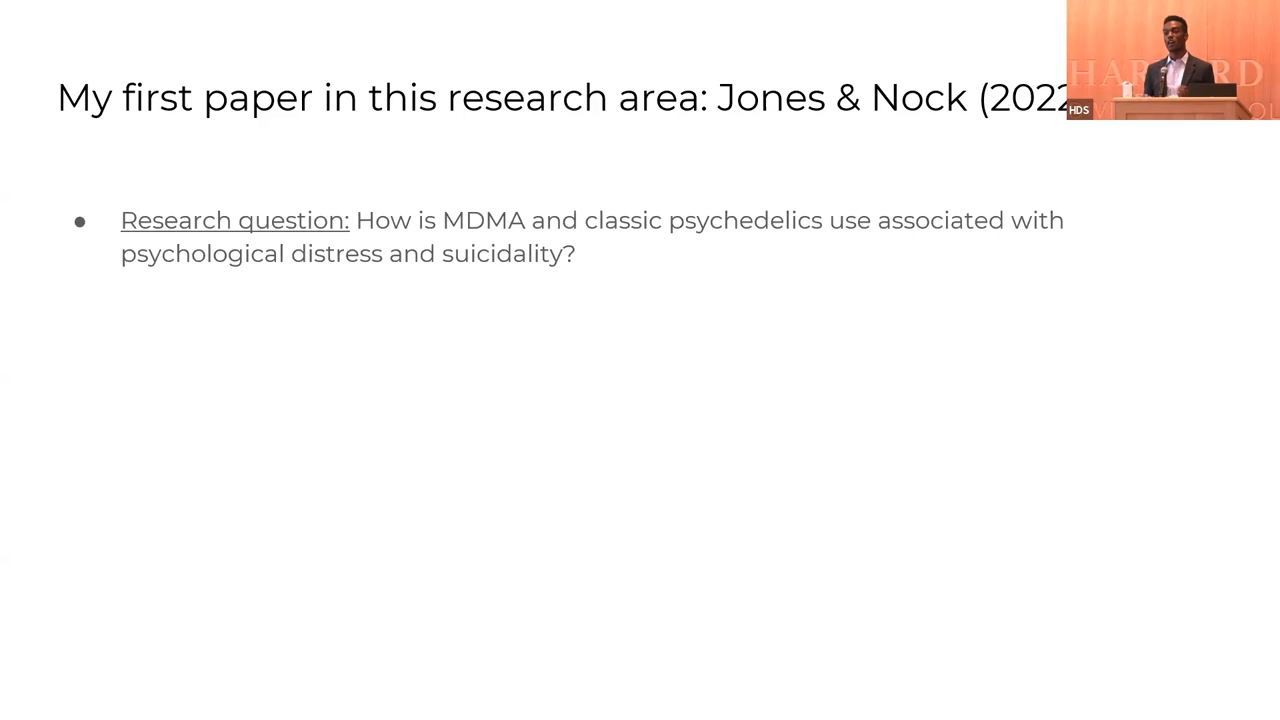 My first paper in this research area: Jones & Nock (2022
HARVARD
HDS
● Research question: How is MDMA and classic psychedelics use associated with
psychological distress and suicidality?